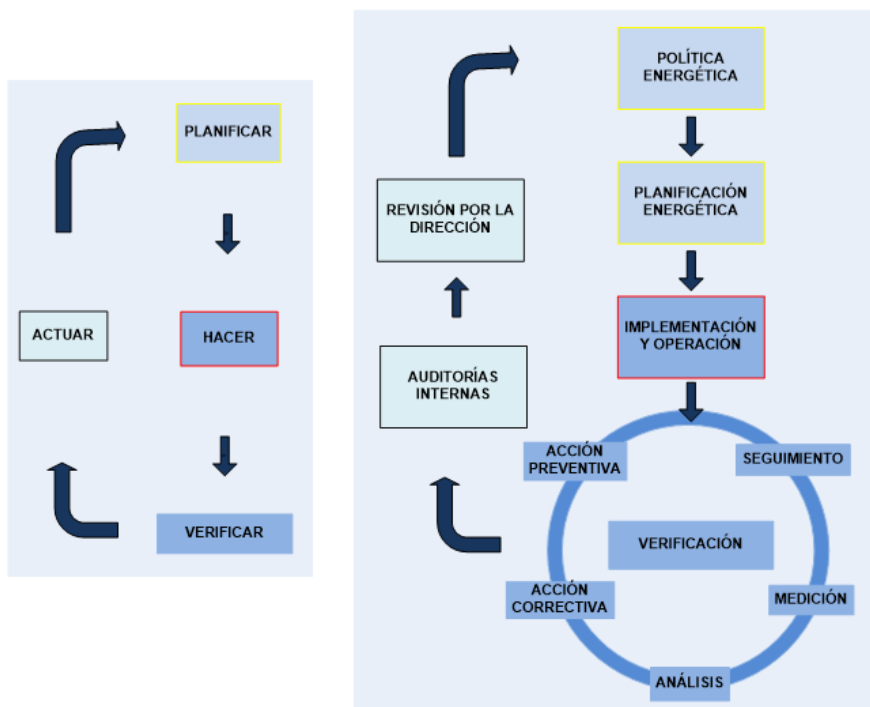 PLANIFICAR
HACER
ACTUAR
VERIFICAR
POLÍTICA
ENERGÉTICA
PLANIFICACIÓN
ENERGÉTICA
REVISIÓN POR LA
DIRECCIÓN
IMPLEMENTACIÓN
Y OPERACIÓN
AUDITORÍAS
INTERNAS
ACCIÓN
PREVENTIVA
SEGUIMIENTO
VERIFICACIÓN
ACCIÓN
CORRECTIVA
MEDICIÓN
ANÁLISIS